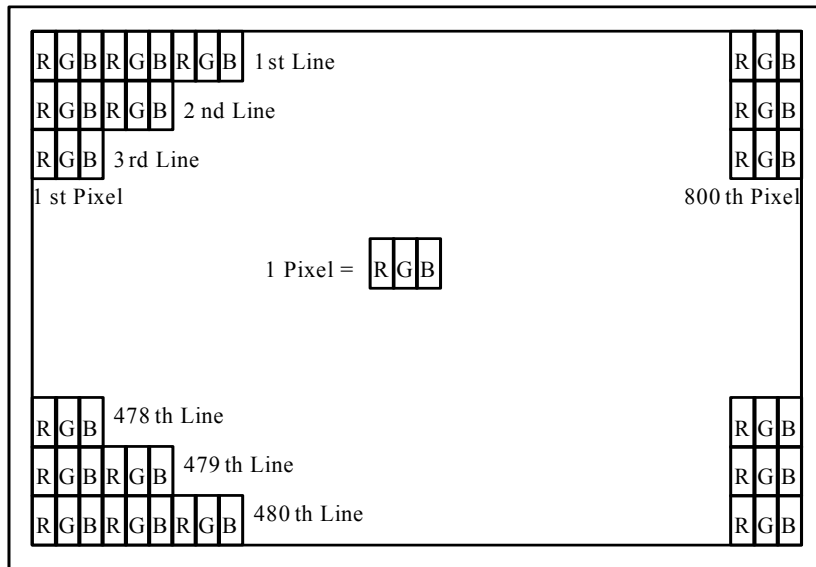 R G B R G B R G B 1 st Line R G B
R G B R G B 2 nd Line R G B
R G B 3 rd Line R G B
1 st Pixel 800 th Pixel
1 Pixel = R G B
R G B 478 th Line R G B
R G B R G B 479 th Line R G B
R G B R G B R G B 480 th Line R G B